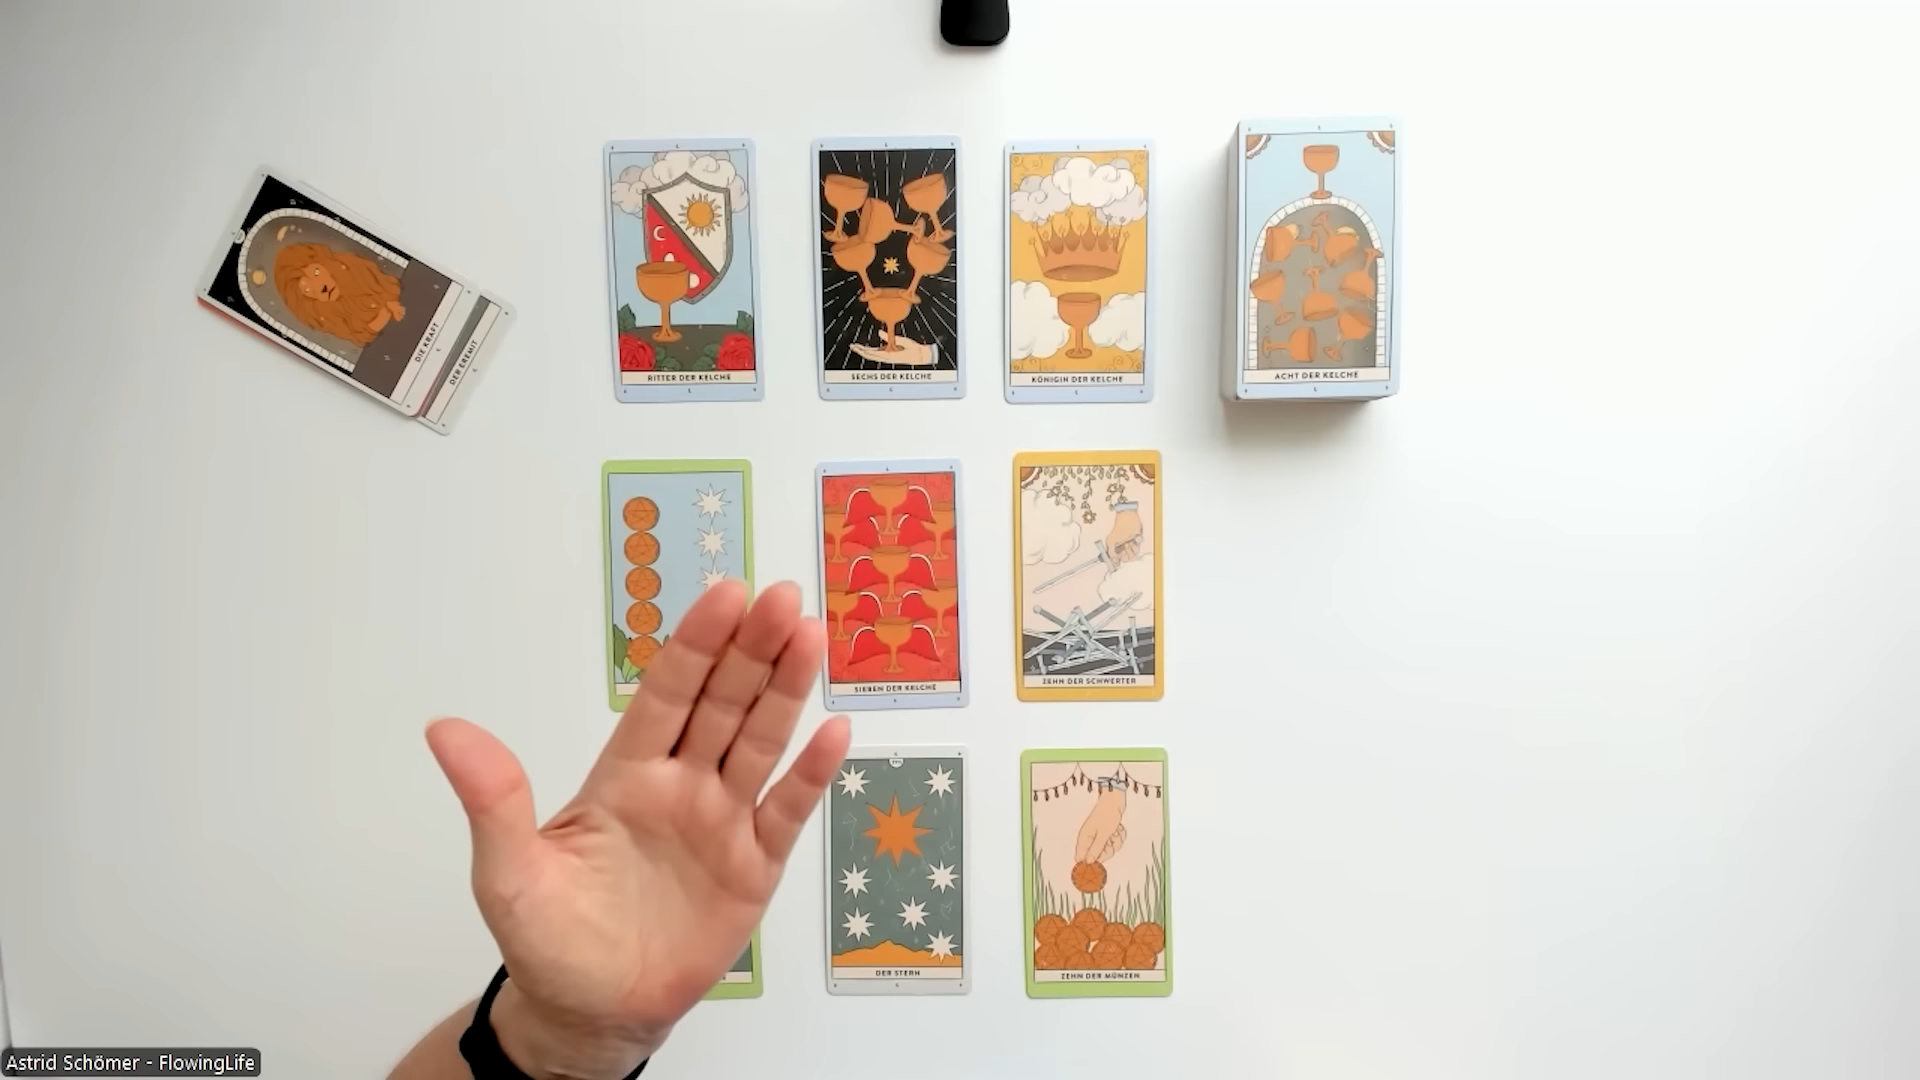 DIE KRAFT
DER EREMIT
RITTER DER KELCHE
SECHS DER KELCHE
KÖNIGIN DER KELCHE
ACHT DER KELCHE
SIEBEN DER KELCHE
ZEHN DER SCHWERTER
DER STERN
ZEHN DER MÜNZEN
Astrid Schömer - FlowingLife